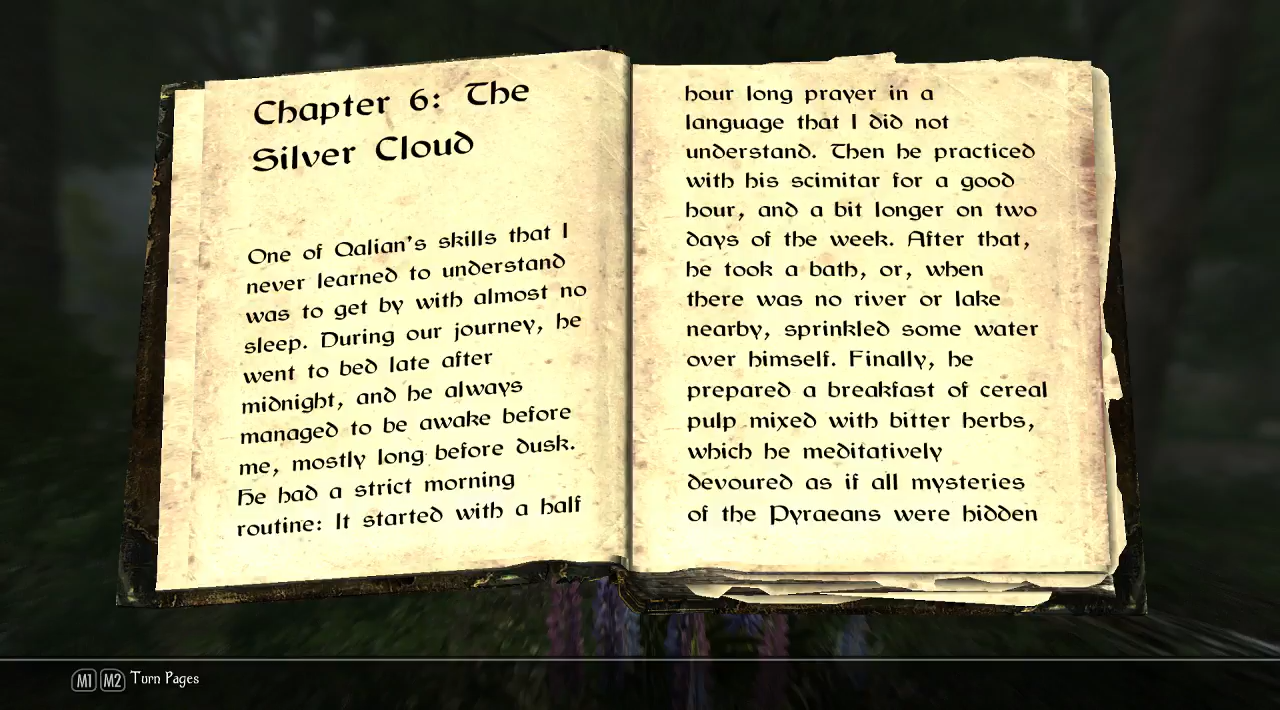 Chapter 6: The
Silver Cloud
One of Qalian's skills that I
never learned to understand
was to get by with almost no
sleep. During our journey, he
went to bed late after
midnight, and he always
managed to be awake before
me, mostly long before dusk.
He had a strict morning
routine: It started with a half
hour long prayer in a
language that I did not
understand. Then he practiced
with his scimitar for a good
hour, and a bit longer on two
days of the week. After that,
he took a bath, or, when
there was no river or lake
nearby, sprinkled some water
over himself. Finally, he
prepared a breakfast of cereal
pulp mixed with bitter herbs,
which he meditatively
devoured as if all mysteries
of the Pyraeans were hidden
M1 M2 Turn Pages